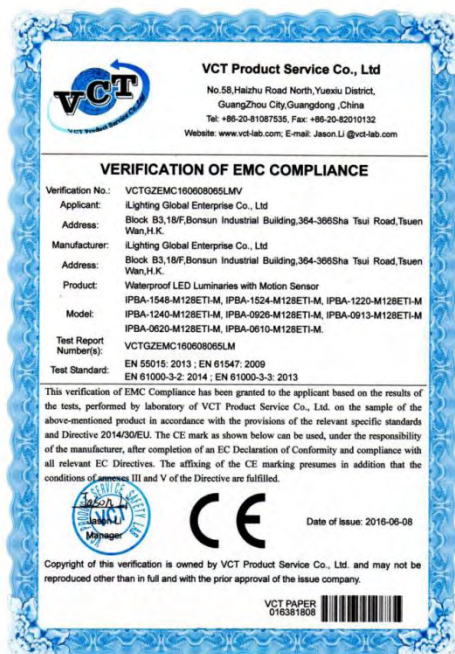 VCT
VCT Product Service Co., Ltd
No.58,Haizhu Road North,Yuexiu District,
GuangZhou City,Guangdong ,China
Tel: +86-20-81087535, Fax: +86-20-82010132
Website: www.vct-lab.com; E-mail: Jason.Li @vct-lab.com
VERIFICATION OF EMC COMPLIANCE
Verification No.: VCTGZEMC160608065LMV
Applicant: iLighting Global Enterprise Co., Ltd
Address: Block B3,18/F,Bonsun Industrial Building,364-366Sha Tsui Road,Tsuen
Wan,H.K.
Manufacturer: iLighting Global Enterprise Co., Ltd
Address: Block B3,18/F,Bonsun Industrial Building,364-366Sha Tsui Road,Tsuen
Wan,H.K.
Product: Waterproof LED Luminaries with Motion Sensor
IPBA-1548-M128ETI-M, IPBA-1524-M128ETI-M, IPBA-1220-M128ETI-M
Model: IPBA-1240-M128ETI-M, IPBA-0926-M128ETI-M, IPBA-0913-M128ETI-M
IPBA-0620-M128ETI-M, IPBA-0610-M128ETI-M.
Test Report
Number(s): VCTGZEMC160608065LM
Test Standard: EN 55015: 2013 ; EN 61547: 2009
EN 61000-3-2: 2014 ; EN 61000-3-3: 2013
This verification of EMC Compliance has been granted to the applicant based on the results of
the tests, performed by laboratory of VCT Product Service Co., Ltd. on the sample of the
above-mentioned product in accordance with the provisions of the relevant specific standards
and Directive 2014/30/EU. The CE mark as shown below can be used, under the responsibility
of the manufacturer, after completion of an EC Declaration of Conformity and compliance with
all relevant EC Directives. The affixing of the CE marking presumes in addition that the
conditions of annexes III and V of the Directive are fulfilled.
VCT
Jason Li
Manager
CE
Date of issue: 2016-06-08
Copyright of this verification is owned by VCT Product Service Co., Ltd. and may not be
reproduced other than in full and with the prior approval of the issue company.
VCT PAPER
016381808